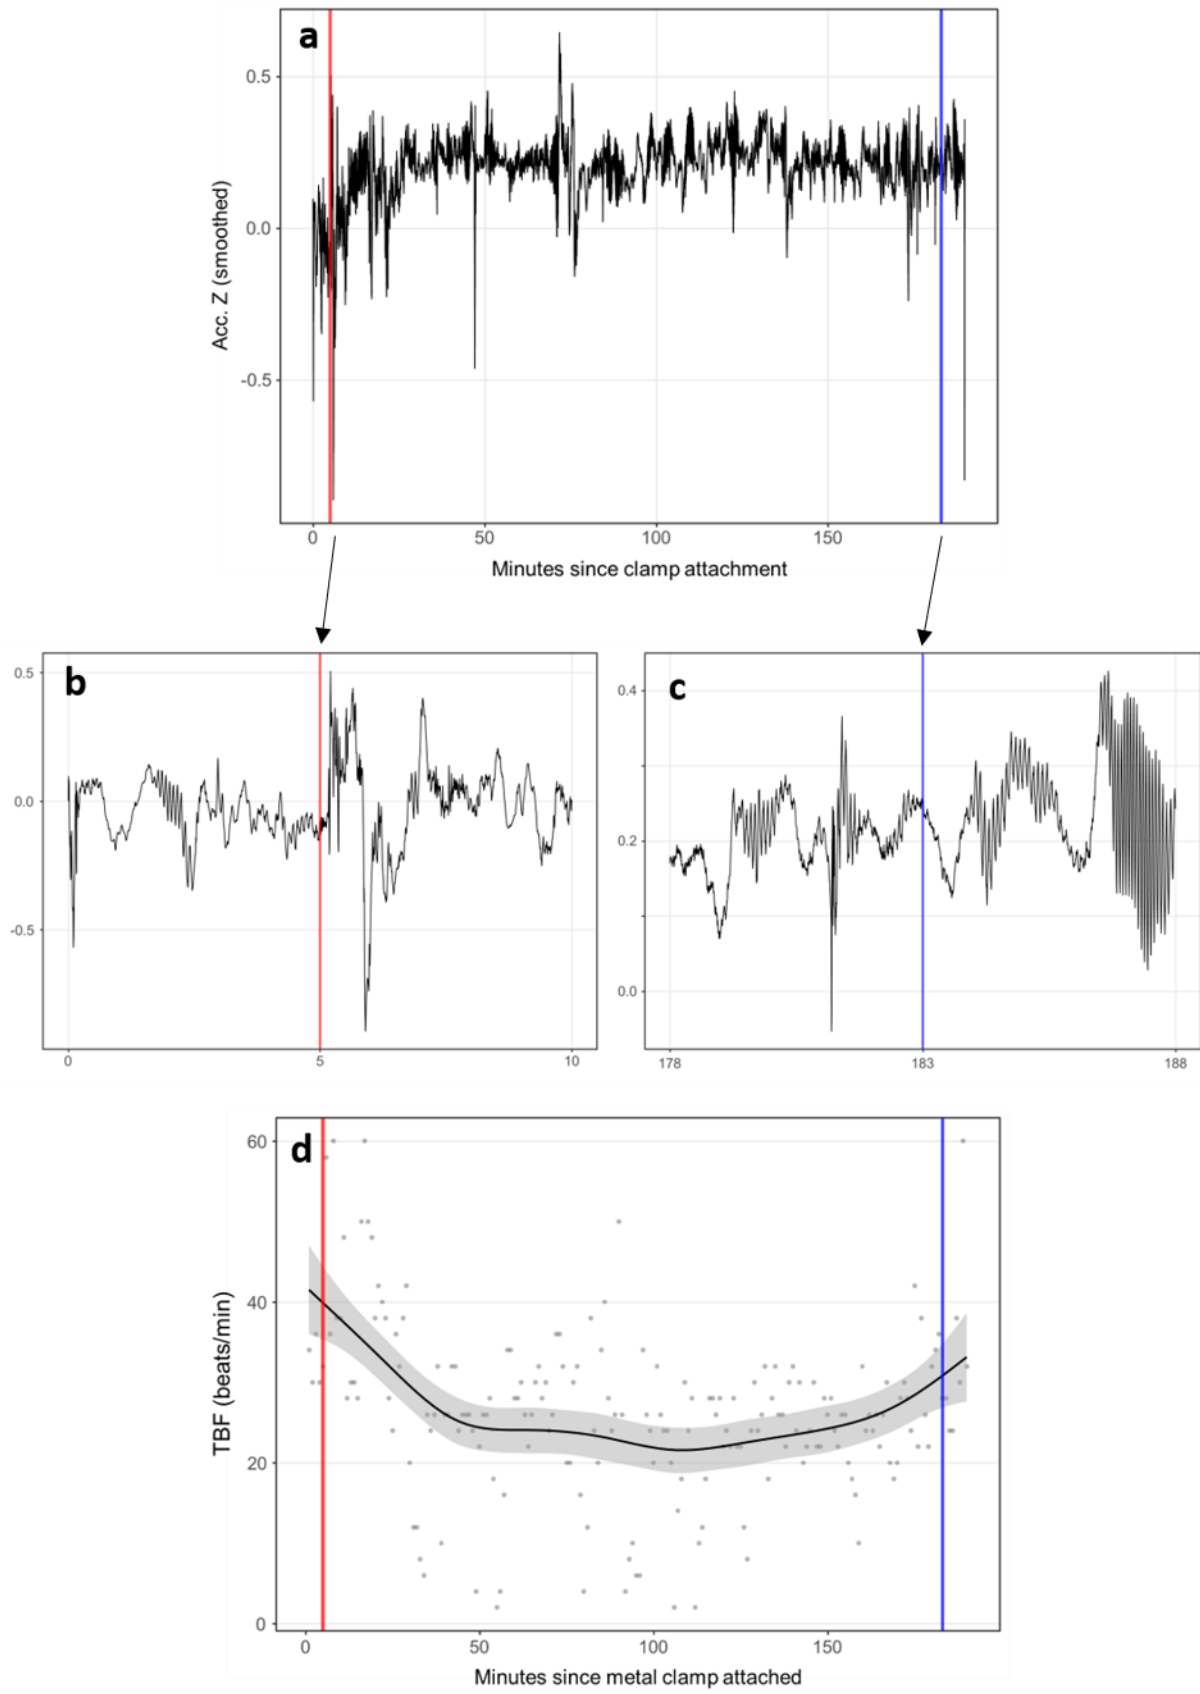 a
0.5
0.0
-0.5
Acc. Z (smoothed)
0 50 100 150
Minutes since clamp attachment
b
0.5
0.0
-0.5
0 5 10
c
0.4
0.2
0.0
178 183 188
d
60
40
20
0
TBF (beats/min)
0 50 100 150
Minutes since metal clamp attached